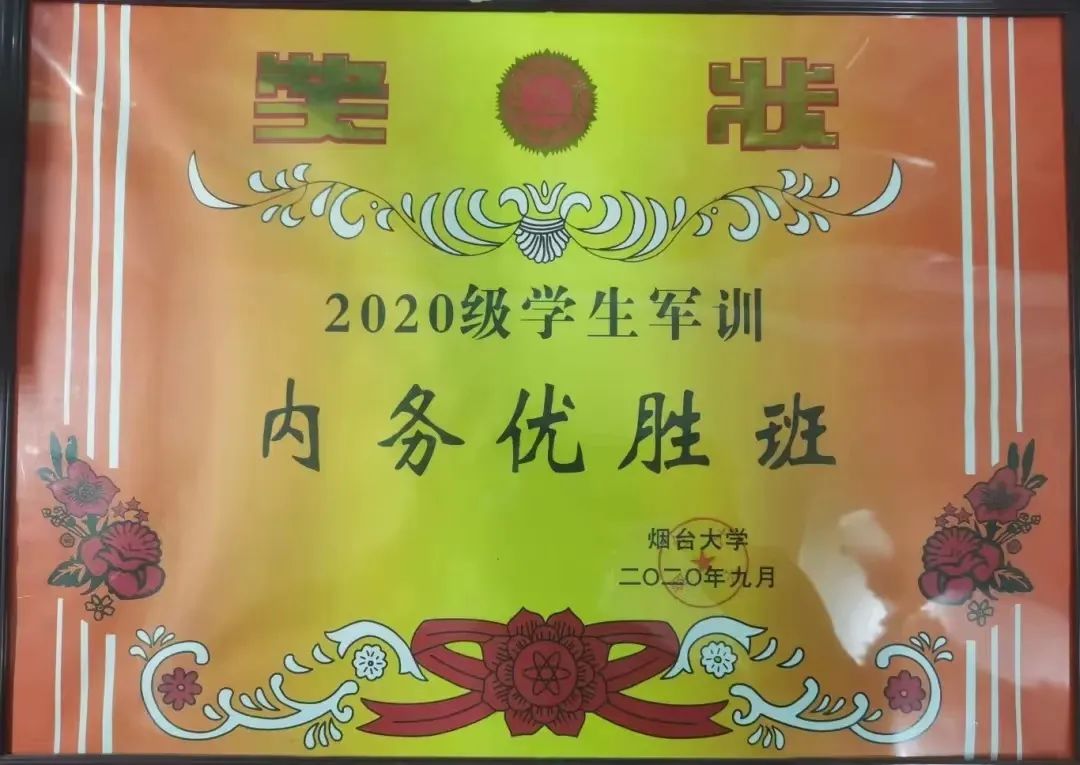 奖状
2020级学生军训
内务优胜班
烟台大学
二〇二〇年九月